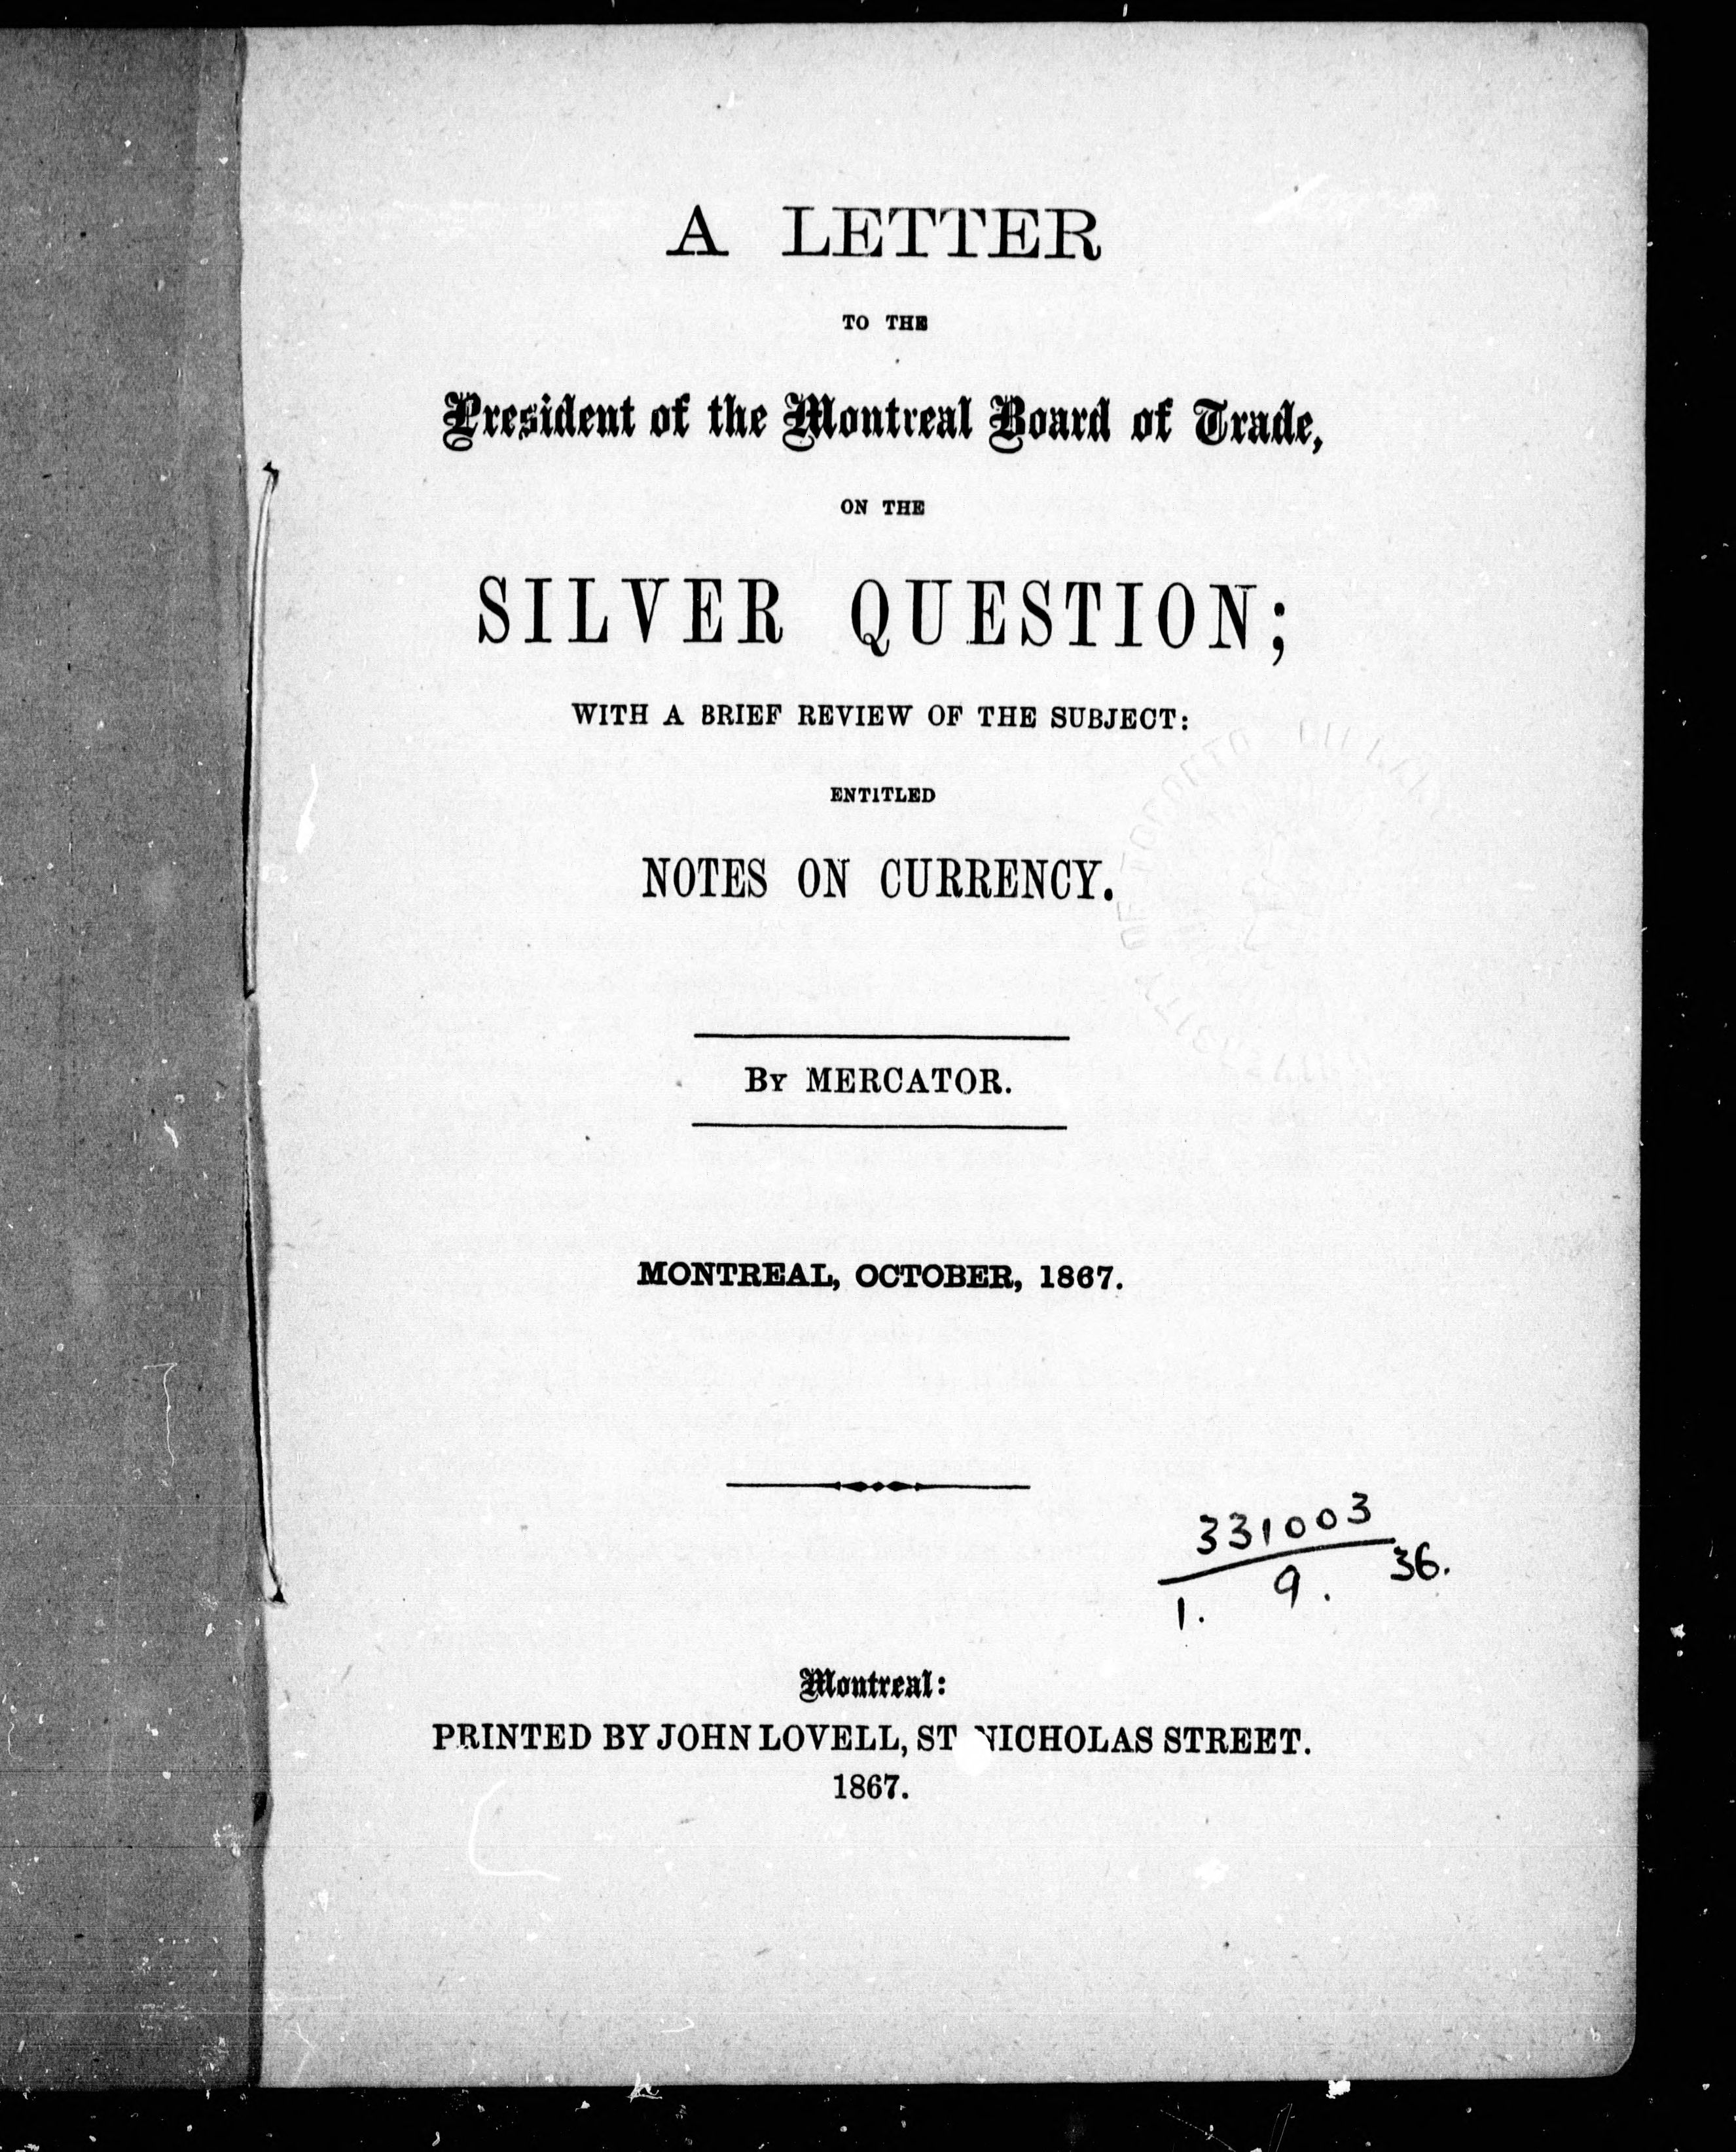 A LETTER
TO THE
President of the Montreal Board of Trade,
ON THE
SILVER QUESTION;
WITH A BRIEF REVIEW OF THE SUBJECT:
ENTITLED
NOTES ON CURRENCY.
BY MERCATOR.
MONTREAL, OCTOBER, 1867.
331003
1. 9. 36.
Montreal:
PRINTED BY JOHN LOVELL, ST NICHOLAS STREET.
1867.